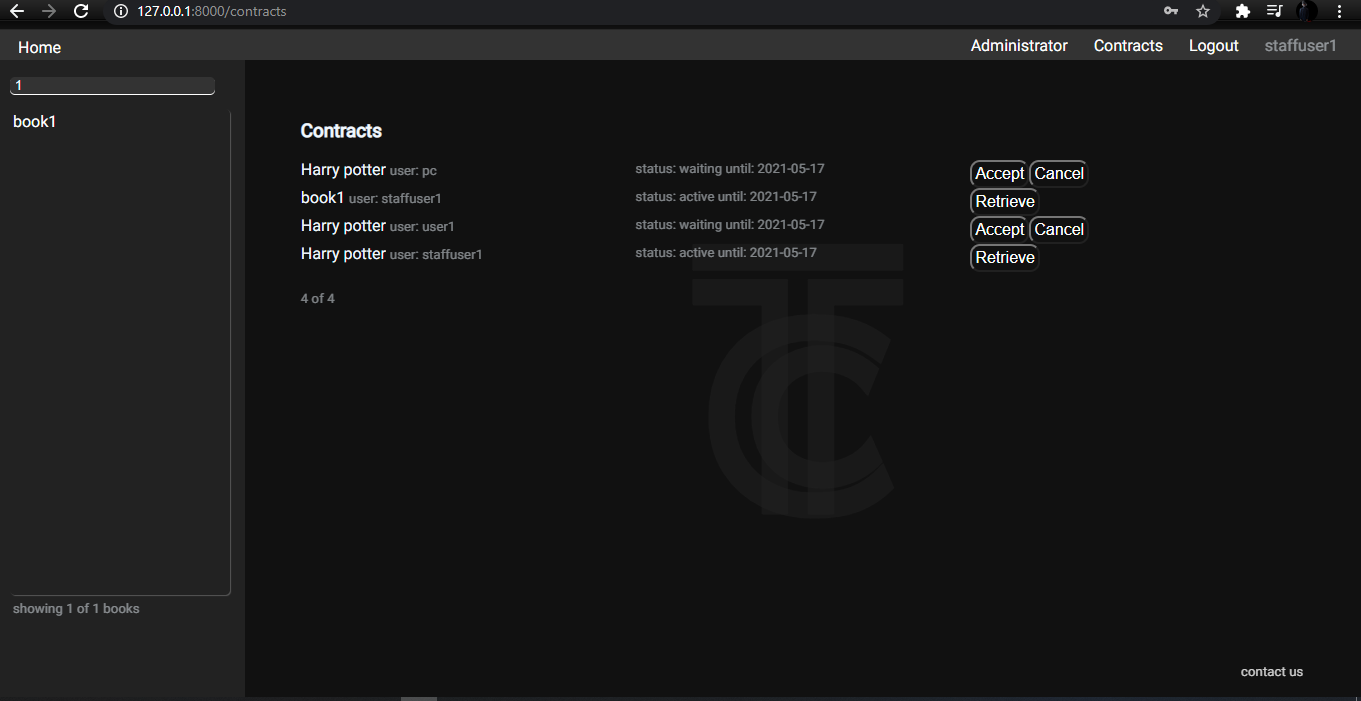 127.0.0.1:8000/contracts
Home
Administrator Contracts Logout staffuser1
1
book1
showing 1 of 1 books
Contracts
Harry potter user: pc status: waiting until: 2021-05-17 Accept Cancel
book1 user: staffuser1 status: active until: 2021-05-17 Retrieve
Harry potter user: user1 status: waiting until: 2021-05-17 Accept Cancel
Harry potter user: staffuser1 status: active until: 2021-05-17 Retrieve
4 of 4
contact us